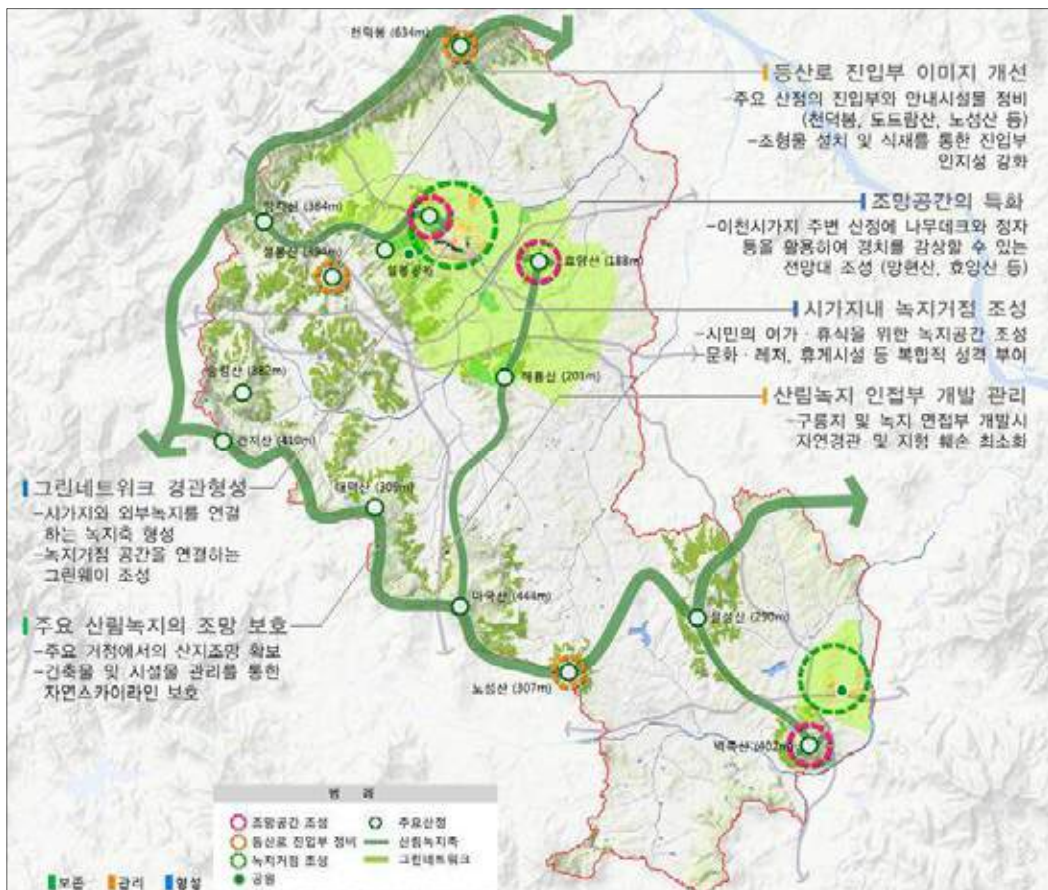 천덕봉 (634m)
등산로 진입부 이미지 개선
-주요 산정의 진입부와 안내시설물 정비
(천덕봉, 도드람산, 노성산 등)
-조형물 설치 및 식재를 통한 진입부
인지성 강화
조망공간의 특화
-이천시가지 주변 산정에 나무데크와 정자
등을 활용하여 경치를 감상할 수 있는
전망대 조성 (망현산, 효양산 등)
시가지내 녹지거점 조성
-시민의 여가·휴식을 위한 녹지공간 조성
-문화·레저, 휴게시설 등 복합적 성격 부여
산림녹지 인접부 개발 관리
-구릉지 및 녹지 연접부 개발시
자연경관 및 지형 훼손 최소화
(384m)
설봉산 (394m)
설봉공원
효양산 (188m)
해룡산 (201m)
(382m)
건지산 (410m)
대덕산 (309m)
마국산 (444m)
노성산 (307m)
설성산 (290m)
백족산 (402m)
그린네트워크 경관형성
-시가지와 외부녹지를 연결
하는 녹지축 형성
-녹지거점 공간을 연결하는
그린웨이 조성
주요 산림녹지의 조망 보호
-주요 거점에서의 산지조망 확보
-건축물 및 시설물 관리를 통한
자연스카이라인 보호
범 례
조망공간 조성
주요산정
등산로 진입부 정비
산림녹지축
녹지거점 조성
그린네트워크
공원
보존 관리 형성